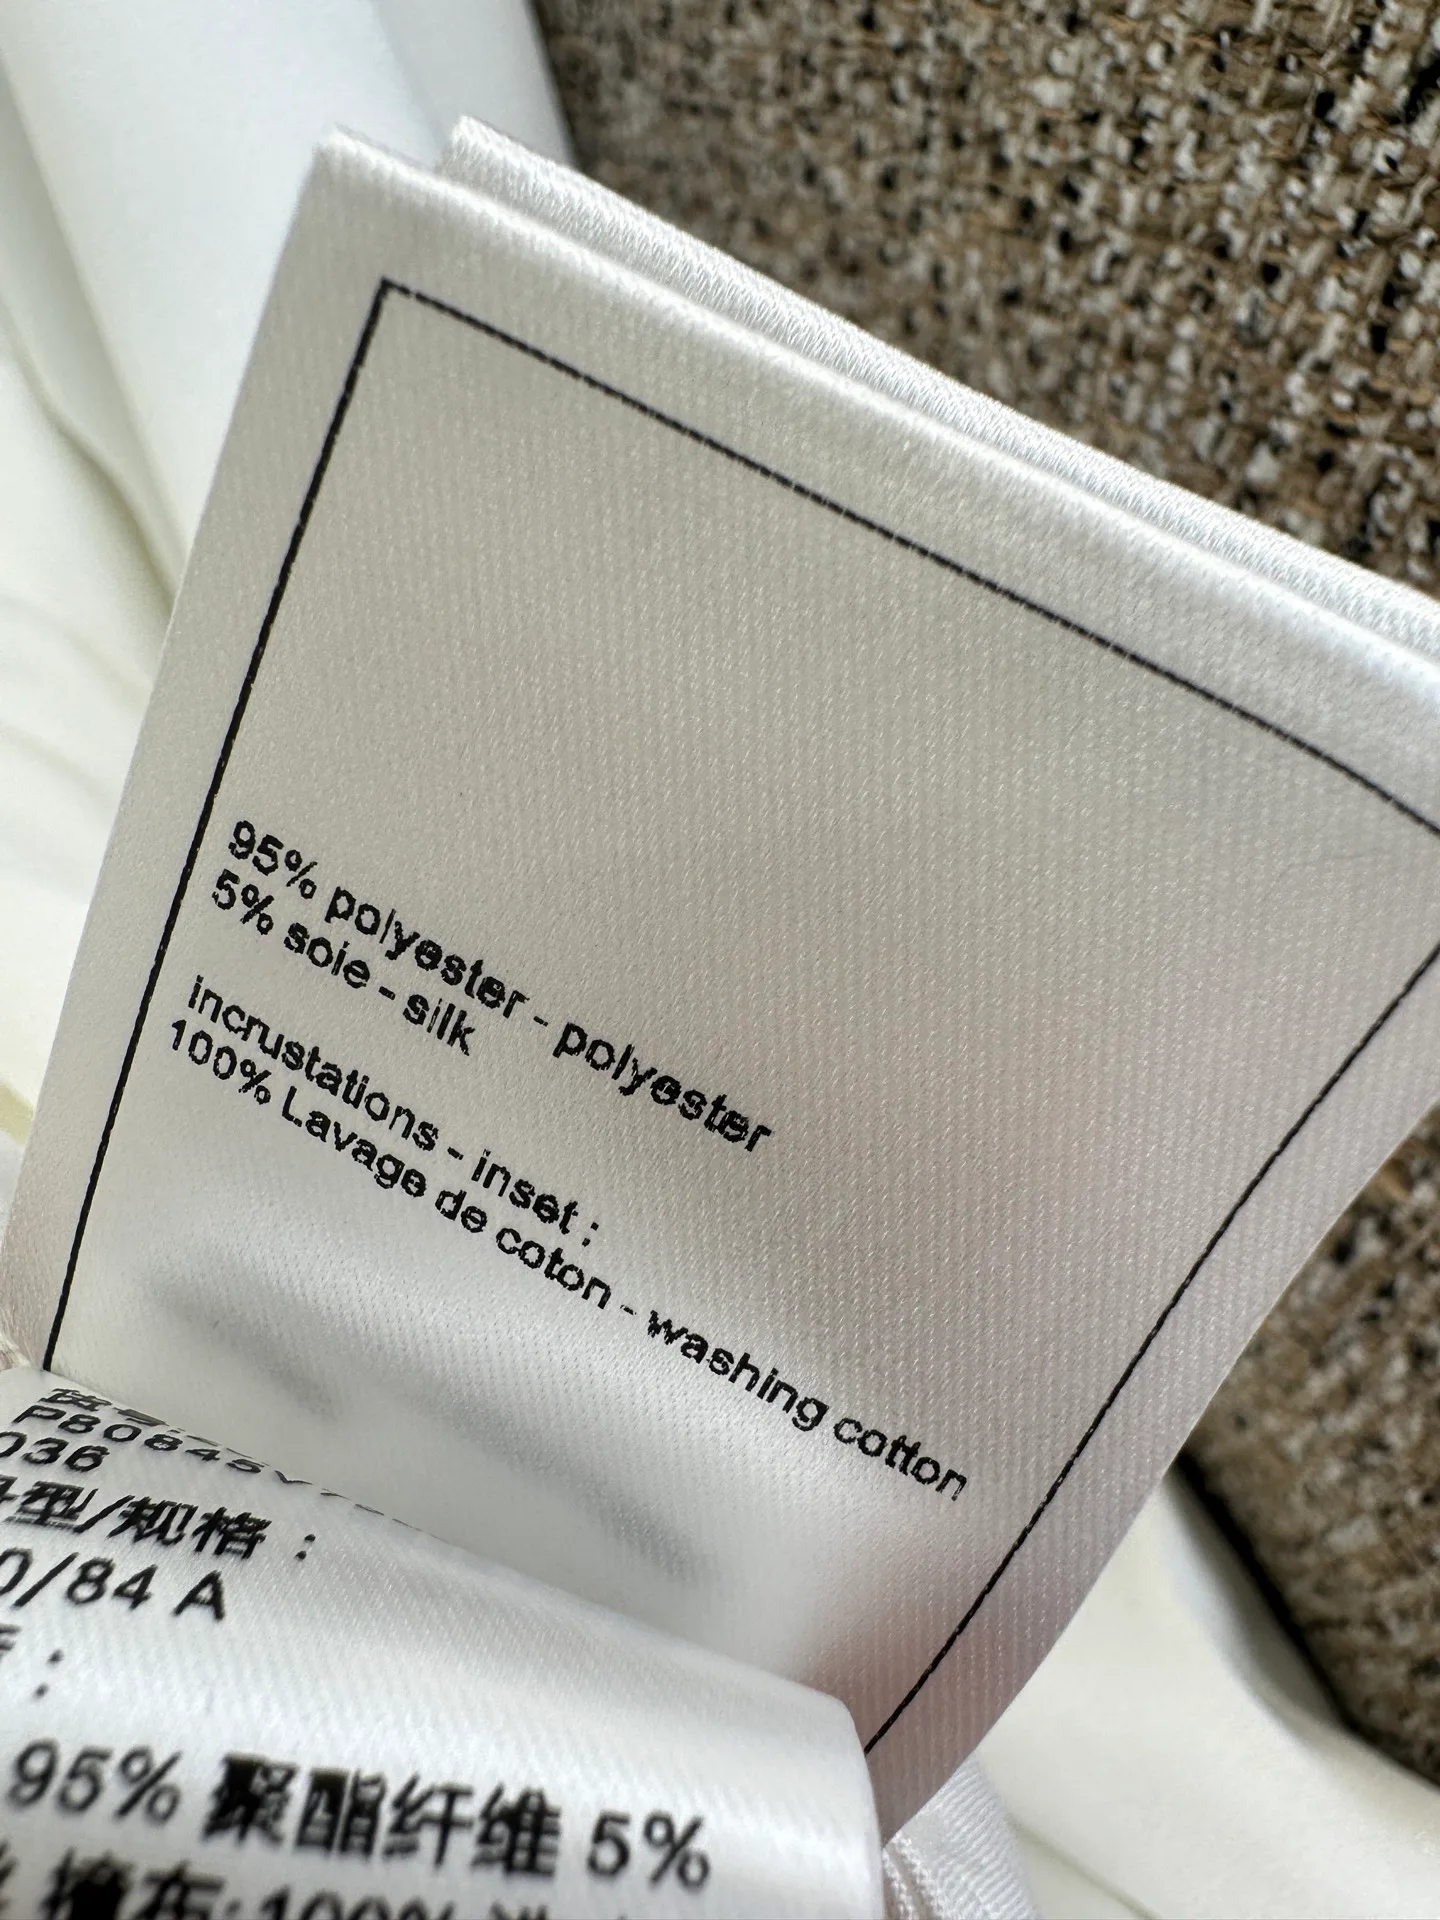 95% polyester - polyester
5% soie - silk
incrustations - inset :
100% Lavage de coton - washing cotton
036
型/规格：
0/84 A
95% 聚酯纤维 5%